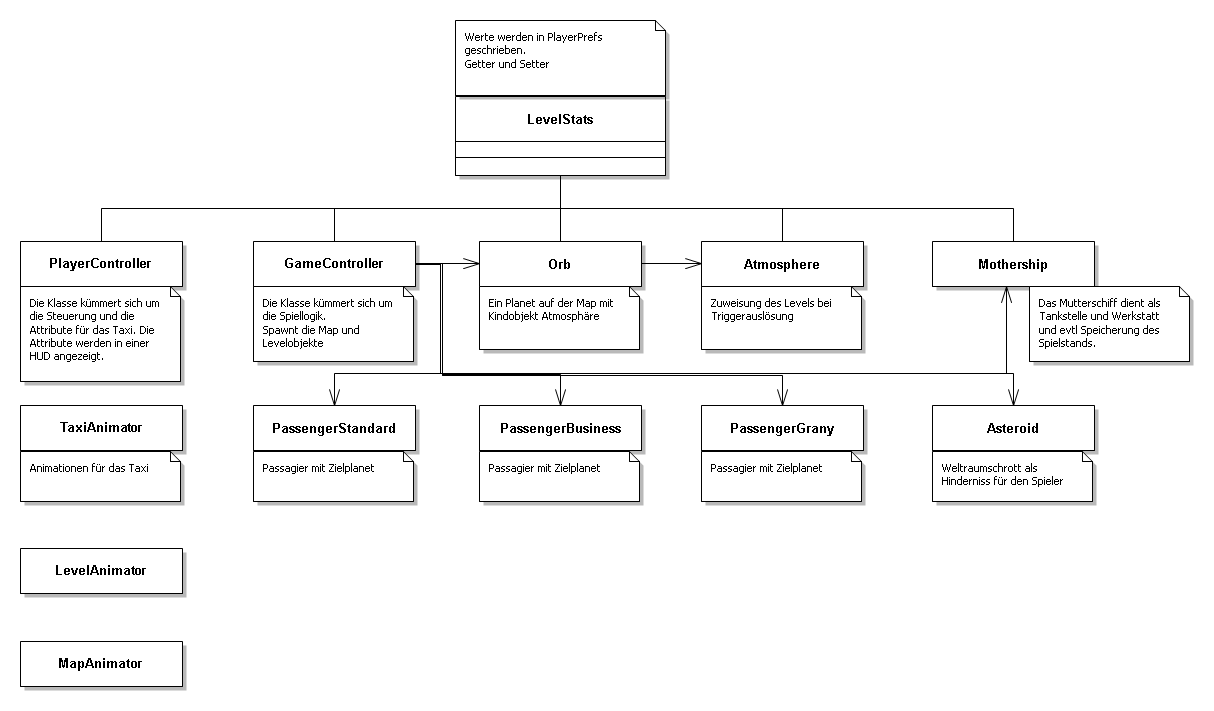 Werte werden in PlayerPrefs
geschrieben.
Getter und Setter
LevelStats
PlayerController
Die Klasse kümmert sich um
die Steuerung und die
Attribute für das Taxi. Die
Attribute werden in einer
HUD angezeigt.
GameController
Die Klasse kümmert sich um
die Spiellogik.
Spawnt die Map und
Levelobjekte
Orb
Ein Planet auf der Map mit
Kindobjekt Atmosphäre
Atmosphere
Zuweisung des Levels bei
Triggerauslösung
Mothership
Das Mutterschiff dient als
Tankstelle und Werkstatt
und evtl Speicherung des
Spielstands.
TaxiAnimator
Animationen für das Taxi
PassengerStandard
Passagier mit Zielplanet
PassengerBusiness
Passagier mit Zielplanet
PassengerGrany
Passagier mit Zielplanet
Asteroid
Weltraumschrott als
Hinderniss für den Spieler
LevelAnimator
MapAnimator